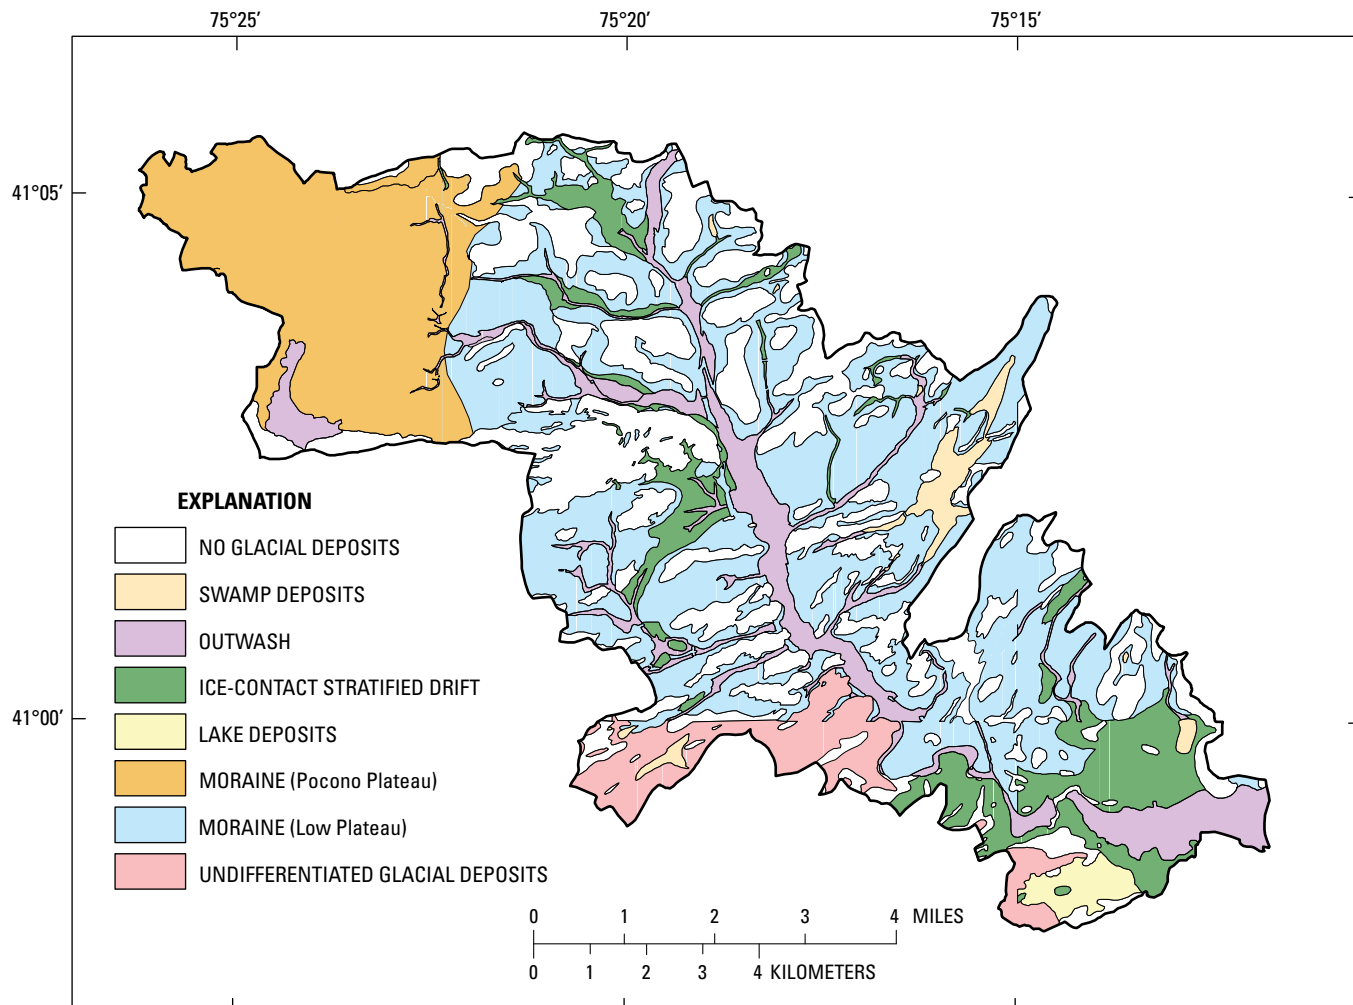 75°25′ 75°20′ 75°15′
41°05′
41°00′
EXPLANATION
NO GLACIAL DEPOSITS
SWAMP DEPOSITS
OUTWASH
ICE-CONTACT STRATIFIED DRIFT
LAKE DEPOSITS
MORAINE (Pocono Plateau)
MORAINE (Low Plateau)
UNDIFFERENTIATED GLACIAL DEPOSITS
0 1 2 3 4 MILES
0 1 2 3 4 KILOMETERS